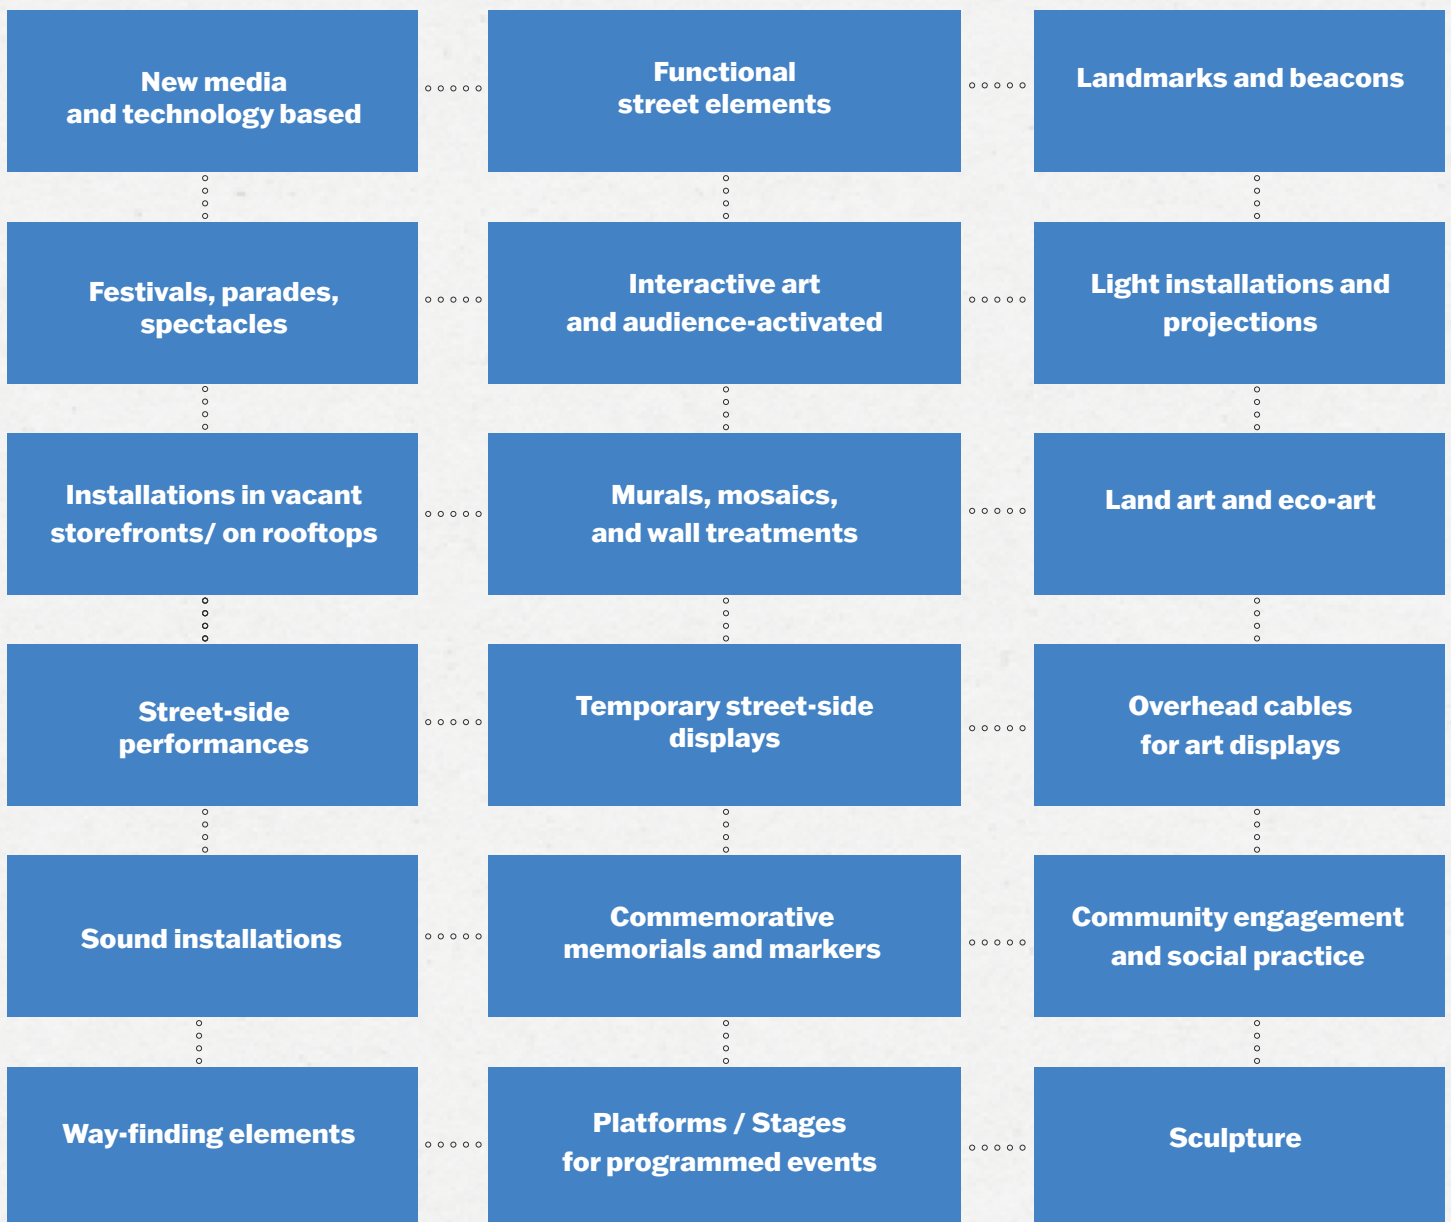 New media
and technology based
Functional
street elements
Landmarks and beacons
Festivals, parades,
spectacles
Interactive art
and audience-activated
Light installations and
projections
Installations in vacant
storefronts/ on rooftops
Murals, mosaics,
and wall treatments
Land art and eco-art
Street-side
performances
Temporary street-side
displays
Overhead cables
for art displays
Sound installations
Commemorative
memorials and markers
Community engagement
and social practice
Way-finding elements
Platforms / Stages
for programmed events
Sculpture